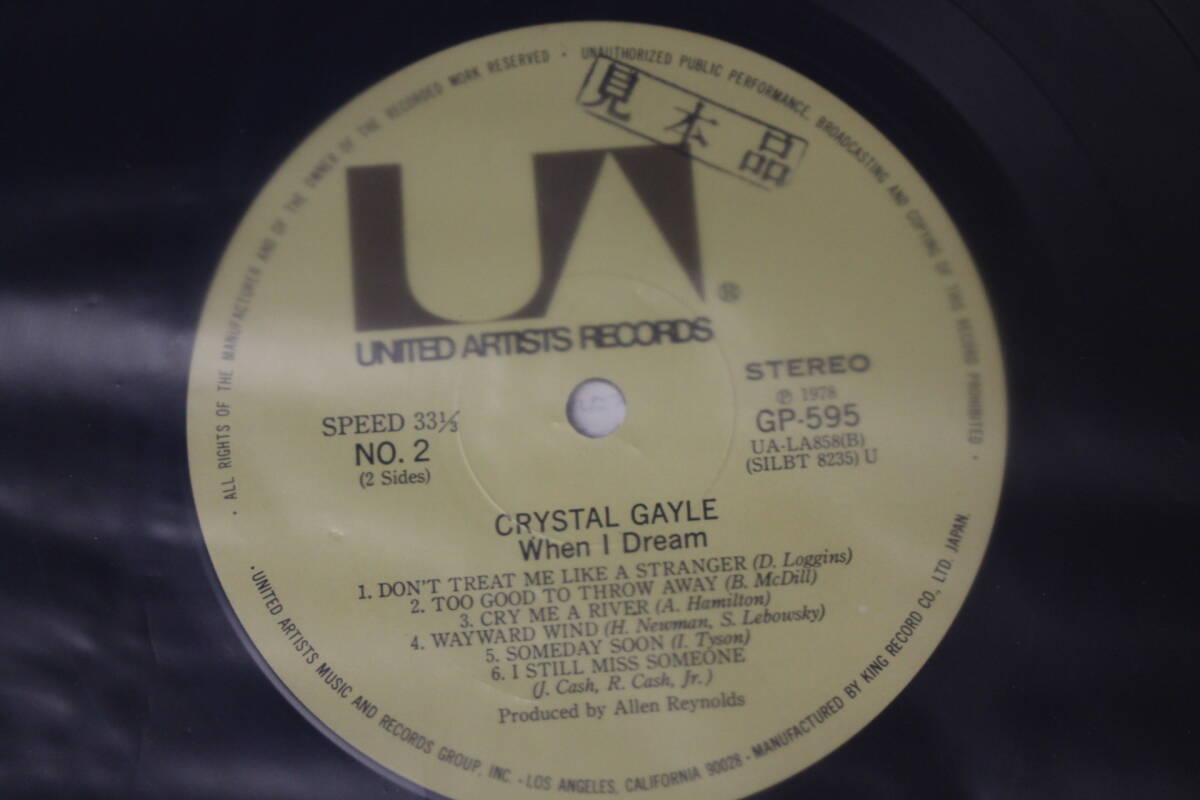 · ALL RIGHTS OF THE MANUFACTURER AND OF THE OWNER OF THE RECORDED WORK RESERVED · UNAUTHORIZED PUBLIC PERFORMANCE, BROADCASTING AND COPYING OF THIS RECORD PROHIBITED ·
見本品
UA
®
UNITED ARTISTS RECORDS
SPEED 33⅓
NO. 2
(2 Sides)
STEREO
℗ 1978
GP-595
UA-LA858(B)
(SILBT 8235) U
CRYSTAL GAYLE
When I Dream
1. DON'T TREAT ME LIKE A STRANGER (D. Loggins)
2. TOO GOOD TO THROW AWAY (B. McDill)
3. CRY ME A RIVER (A. Hamilton)
4. WAYWARD WIND (H. Newman, S. Lebowsky)
5. SOMEDAY SOON (I. Tyson)
6. I STILL MISS SOMEONE
(J. Cash, R. Cash, Jr.)
Produced by Allen Reynolds
·UNITED ARTISTS MUSIC AND RECORDS GROUP, INC. · LOS ANGELES, CALIFORNIA 90028 · MANUFACTURED BY KING RECORD CO., LTD. JAPAN.